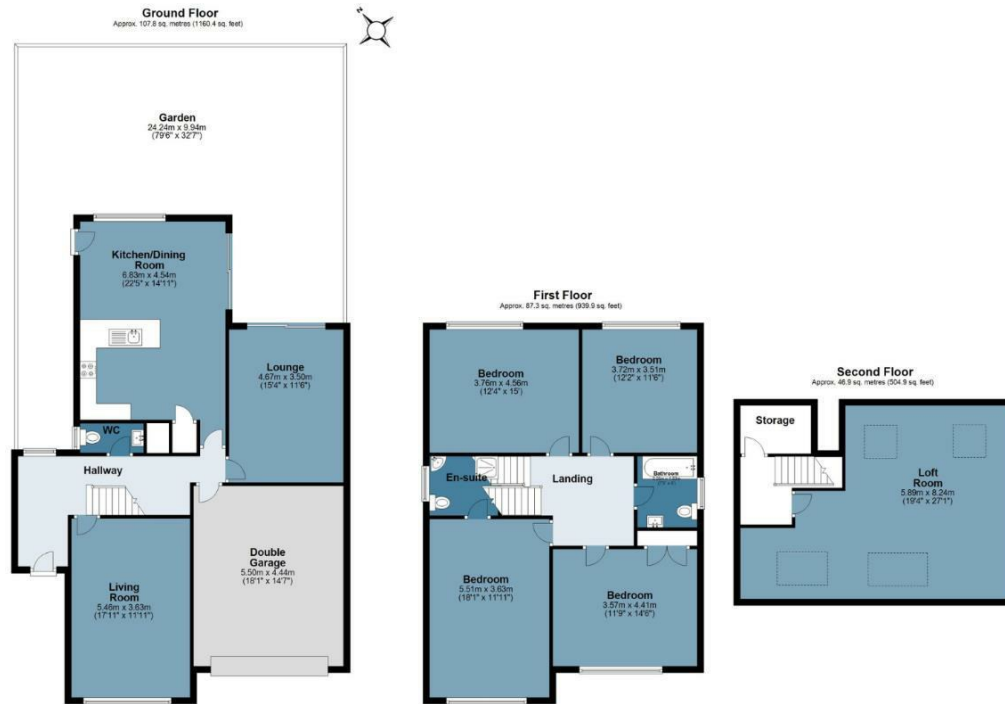 Ground Floor
Approx. 107.8 sq. metres (1160.4 sq. feet)
N
Garden
24.24m x 9.94m
(79'6" x 32'7")
Kitchen/Dining
Room
6.83m x 4.54m
(22'5" x 14'11")
Lounge
4.67m x 3.50m
(15'4" x 11'6")
WC
Hallway
Double
Garage
5.50m x 4.44m
(18'1" x 14'7")
Living
Room
5.46m x 3.63m
(17'11" x 11'11")
First Floor
Approx. 87.3 sq. metres (939.9 sq. feet)
Bedroom
3.76m x 4.56m
(12'4" x 15')
Bedroom
3.72m x 3.51m
(12'2" x 11'6")
En-suite
Landing
Bathroom
Bedroom
5.51m x 3.63m
(18'1" x 11'11")
Bedroom
3.57m x 4.41m
(11'9" x 14'6")
Second Floor
Approx. 46.9 sq. metres (504.9 sq. feet)
Storage
Loft
Room
5.89m x 8.24m
(19'4" x 27'1")